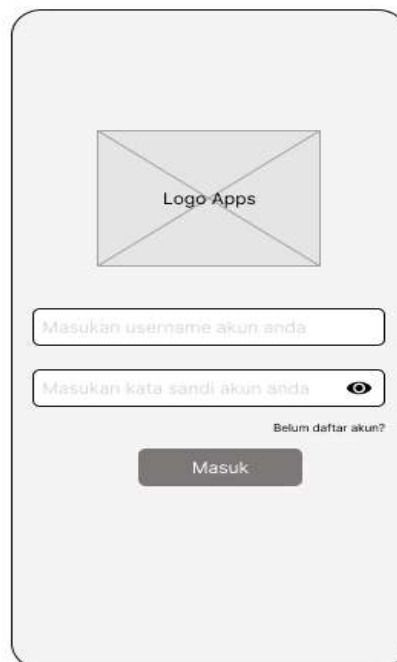 Logo Apps
Masukan username akun anda
Masukan kata sandi akun anda
Belum daftar akun?
Masuk